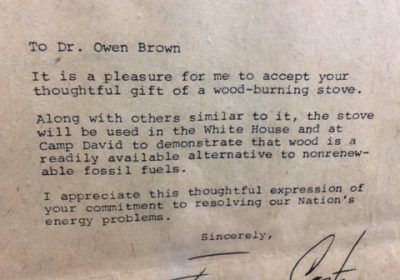 To Dr. Owen Brown
It is a pleasure for me to accept your
thoughtful gift of a wood-burning stove.
Along with others similar to it, the stove
will be used in the White House and at
Camp David to demonstrate that wood is a
readily available alternative to nonrenew-
able fossil fuels.
I appreciate this thoughtful expression of
your commitment to resolving our Nation's
energy problems.
Sincerely,